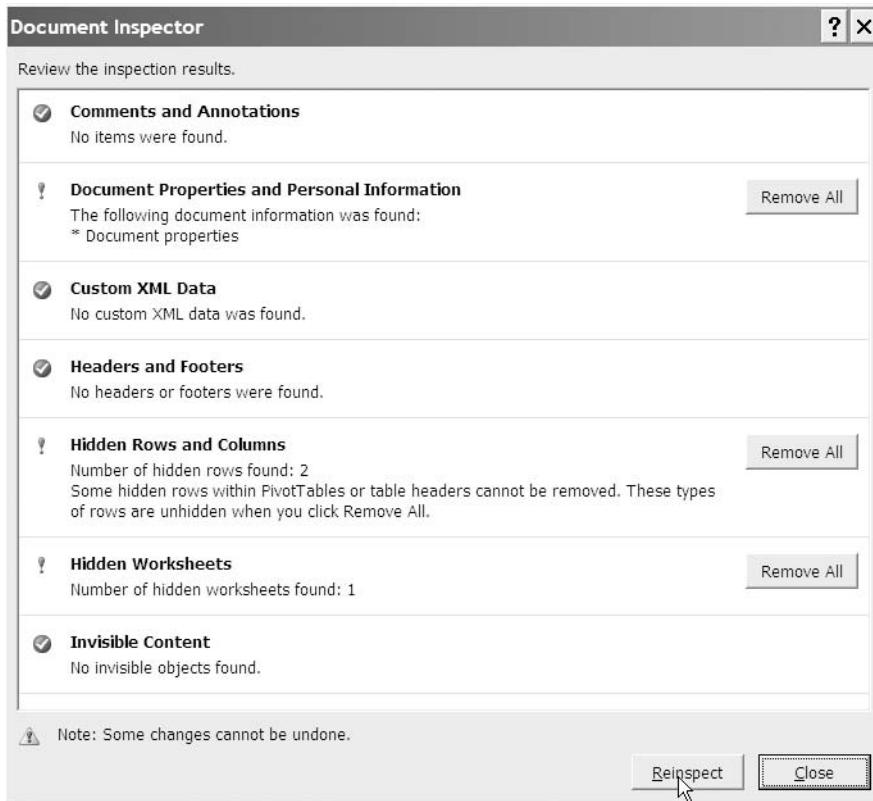 Document Inspector
?
Review the inspection results.
Comments and Annotations
No items were found.
Document Properties and Personal Information
Remove All
The following document information was found:
* Document properties
Custom XML Data
No custom XML data was found.
Headers and Footers
No headers or footers were found.
Hidden Rows and Columns
Remove All
Number of hidden rows found: 2
Some hidden rows within PivotTables or table headers cannot be removed. These types
of rows are unhidden when you click Remove All.
Hidden Worksheets
Remove All
Number of hidden worksheets found: 1
Invisible Content
No invisible objects found.
Note: Some changes cannot be undone.
Reinspect
Close